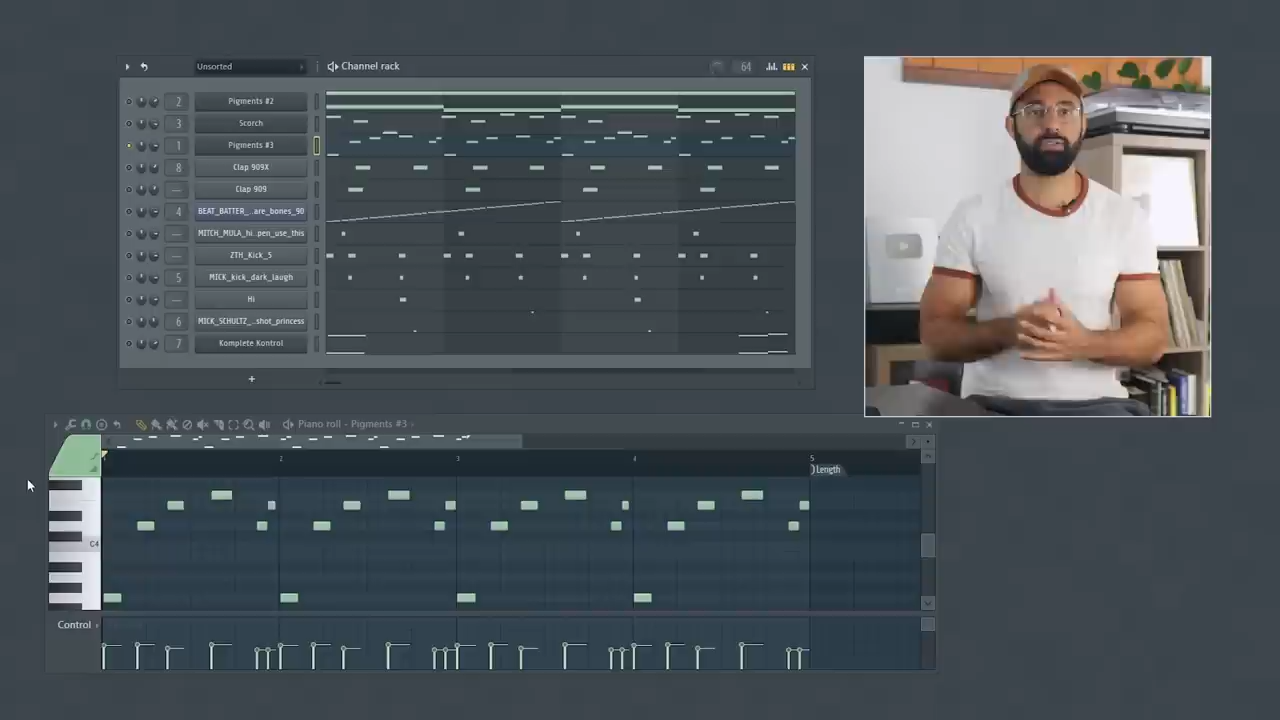 Unsorted
Channel rack
64
2 Pigments #2
3 Scorch
1 Pigments #3
8 Clap 909X
— Clap 909
4 BEAT_BATTER_..are_bones_90
— MITCH_MULA_hi..pen_use_this
— ZTH_Kick_5
5 MICK_kick_dark_laugh
— Hi
6 MICK_SCHULTZ_..shot_princess
7 Komplete Kontrol
+
Piano roll - Pigments #3
2 3 4 5
Length
C4
Control